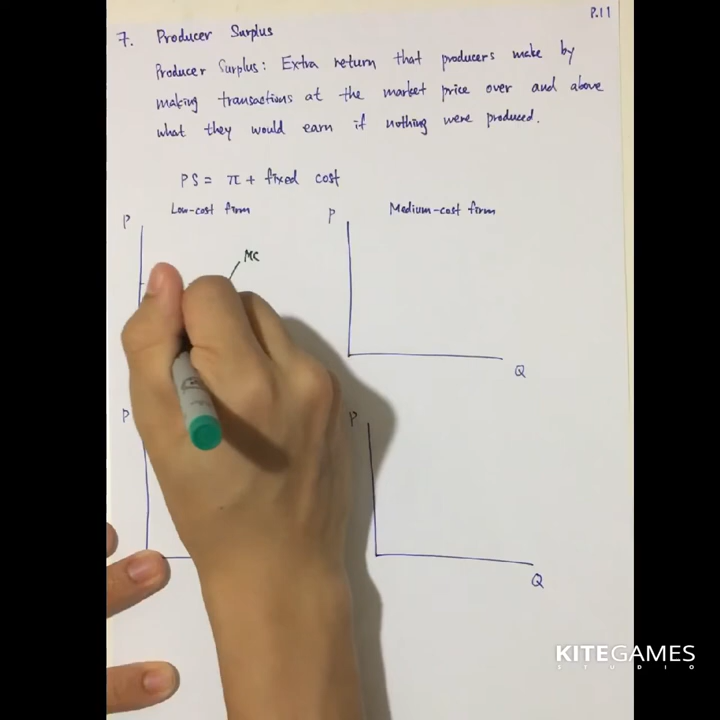 P.11
7. Producer Surplus
Producer Surplus: Extra return that producers make by
making transactions at the market price over and above
what they would earn if nothing were produced.
PS = π + fixed cost
Low-cost firm
Medium-cost firm
P
P
MC
Q
P
P
Q
KITEGAMES
STUDIO